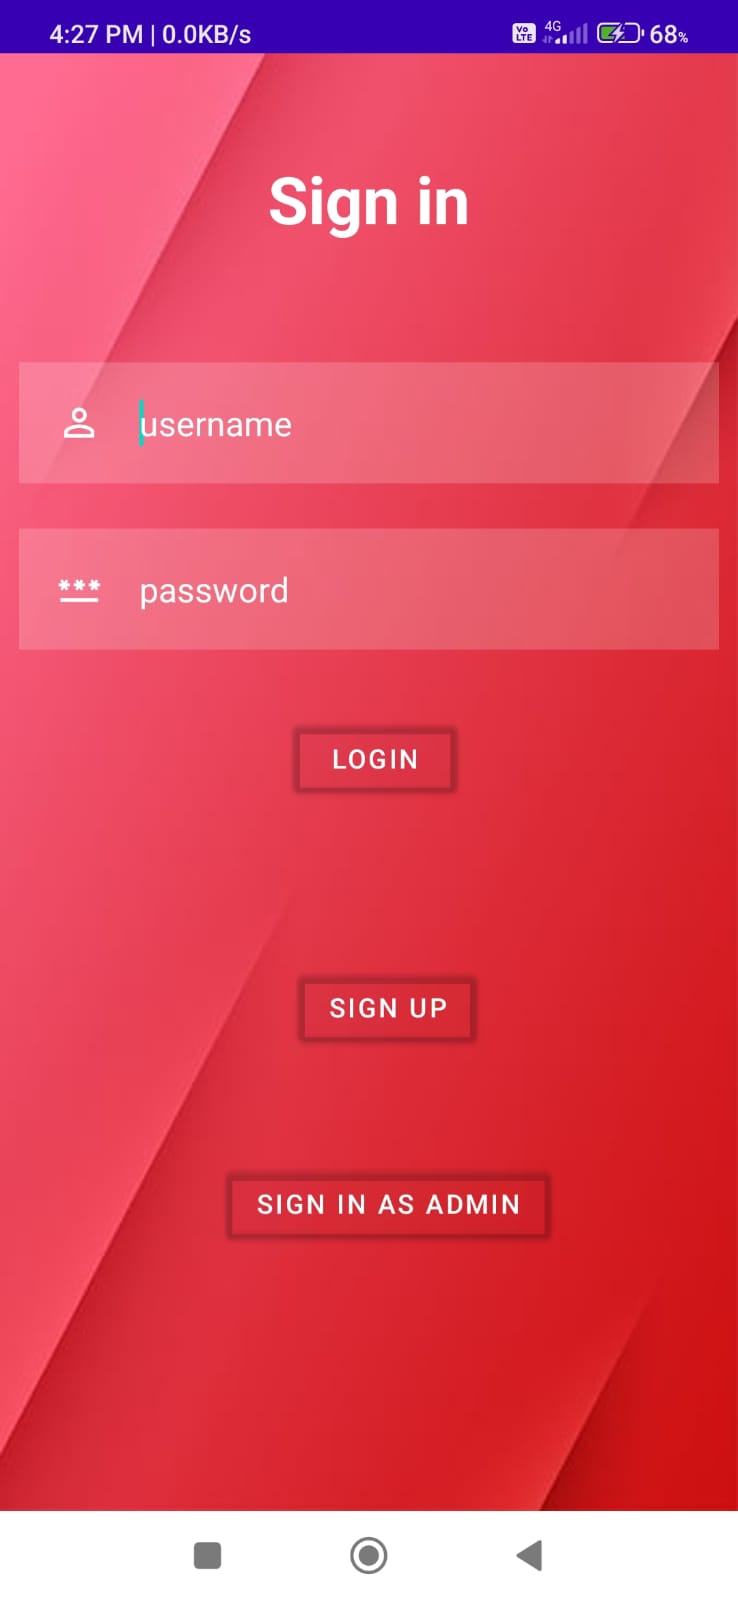 4:27 PM | 0.0KB/s Vo LTE 4G 68%
Sign in
username
*** password
LOGIN
SIGN UP
SIGN IN AS ADMIN